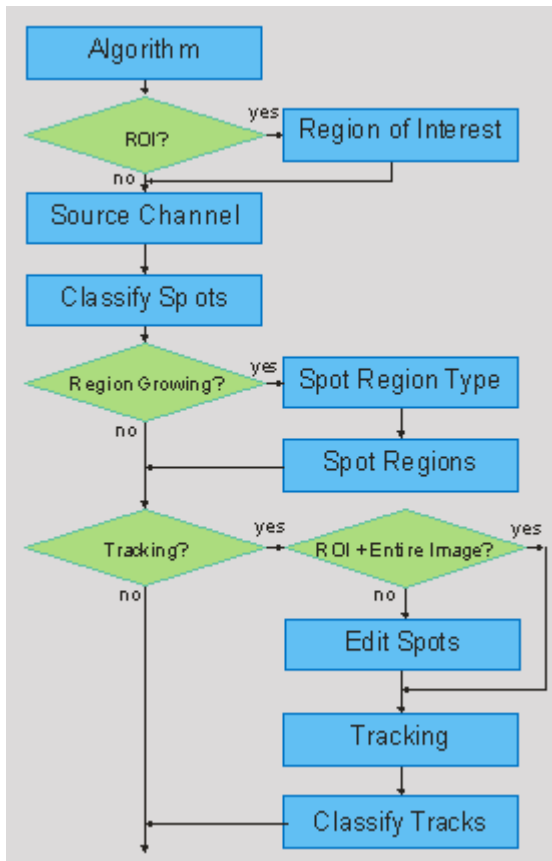 Algorithm
ROI?
yes
Region of Interest
no
Source Channel
Classify Spots
Region Growing?
yes
Spot Region Type
no
Spot Regions
Tracking?
yes
ROI +Entire Image?
yes
no
no
Edit Spots
Tracking
Classify Tracks